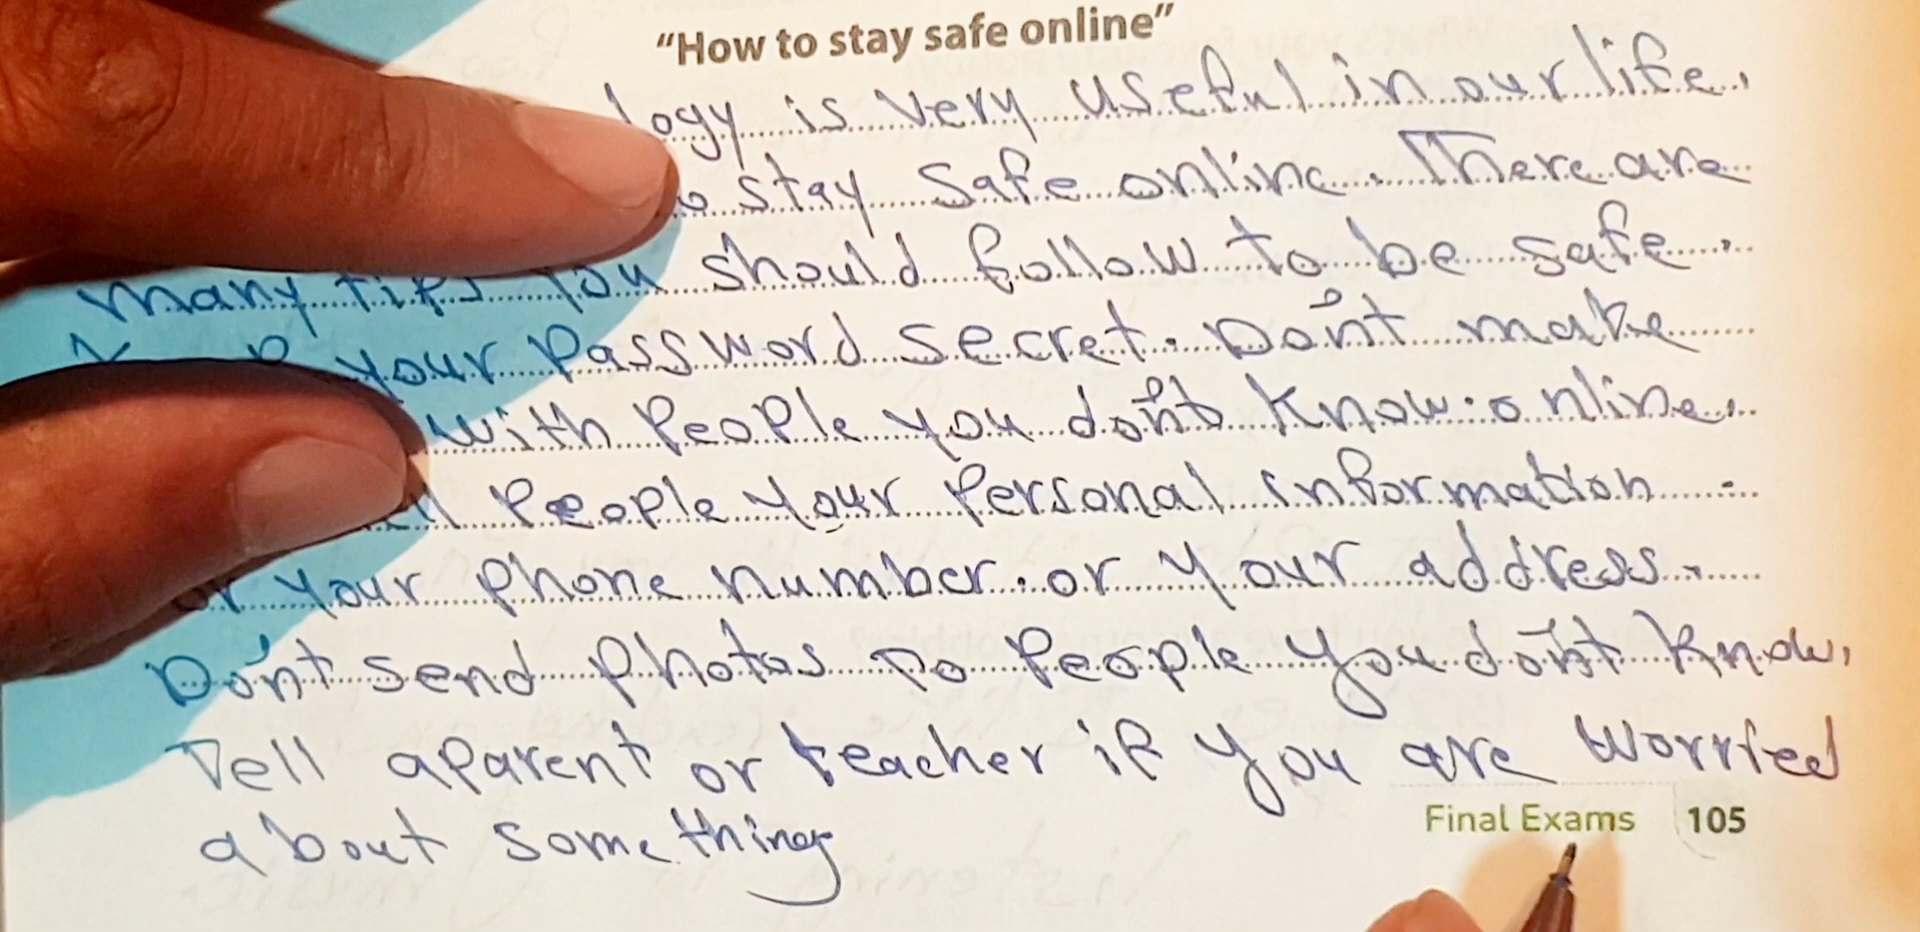 "How to stay safe online"
logy is very useful in our life.
stay safe online. There are
many tips you should follow to be safe.
your password secret. Don't make
with people you don't know online.
people your personal information
or your phone number. or your address.
Don't send photos to people you don't know.
Tell a parent or teacher if you are worried
about something
Final Exams 105